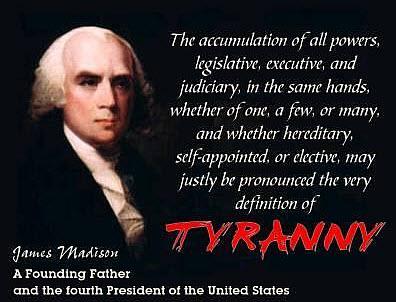 The accumulation of all powers,
legislative, executive, and
judiciary, in the same hands,
whether of one, a few, or many,
and whether hereditary,
self-appointed, or elective, may
justly be pronounced the very
definition of
TYRANNY
James Madison
A Founding Father
and the fourth President of the United States